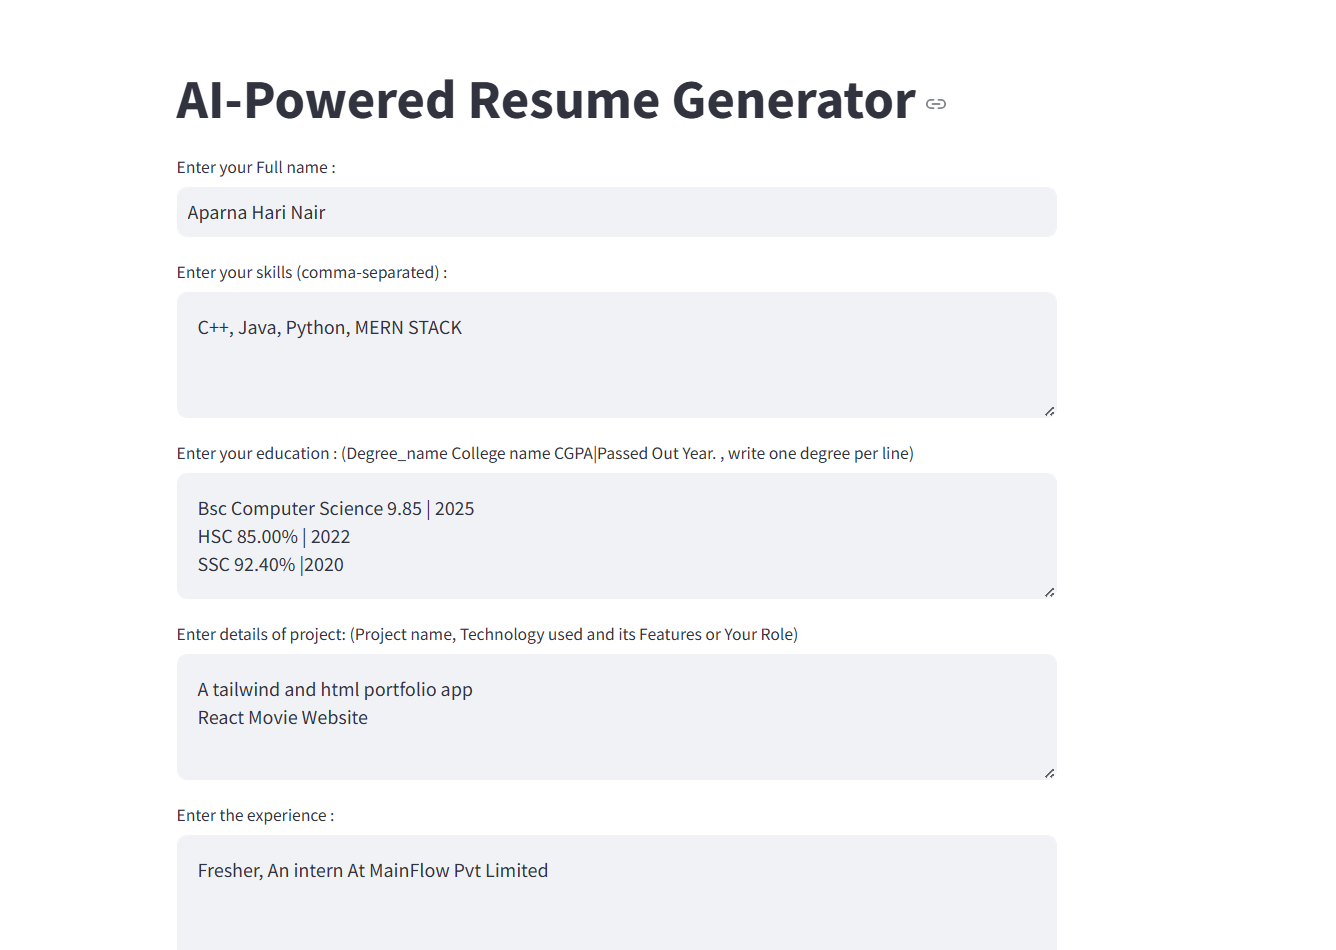 AI-Powered Resume Generator
Enter your Full name :
Aparna Hari Nair
Enter your skills (comma-separated) :
C++, Java, Python, MERN STACK
Enter your education : (Degree_name College name CGPA|Passed Out Year. , write one degree per line)
Bsc Computer Science 9.85 | 2025
HSC 85.00% | 2022
SSC 92.40% |2020
Enter details of project: (Project name, Technology used and its Features or Your Role)
A tailwind and html portfolio app
React Movie Website
Enter the experience :
Fresher, An intern At MainFlow Pvt Limited